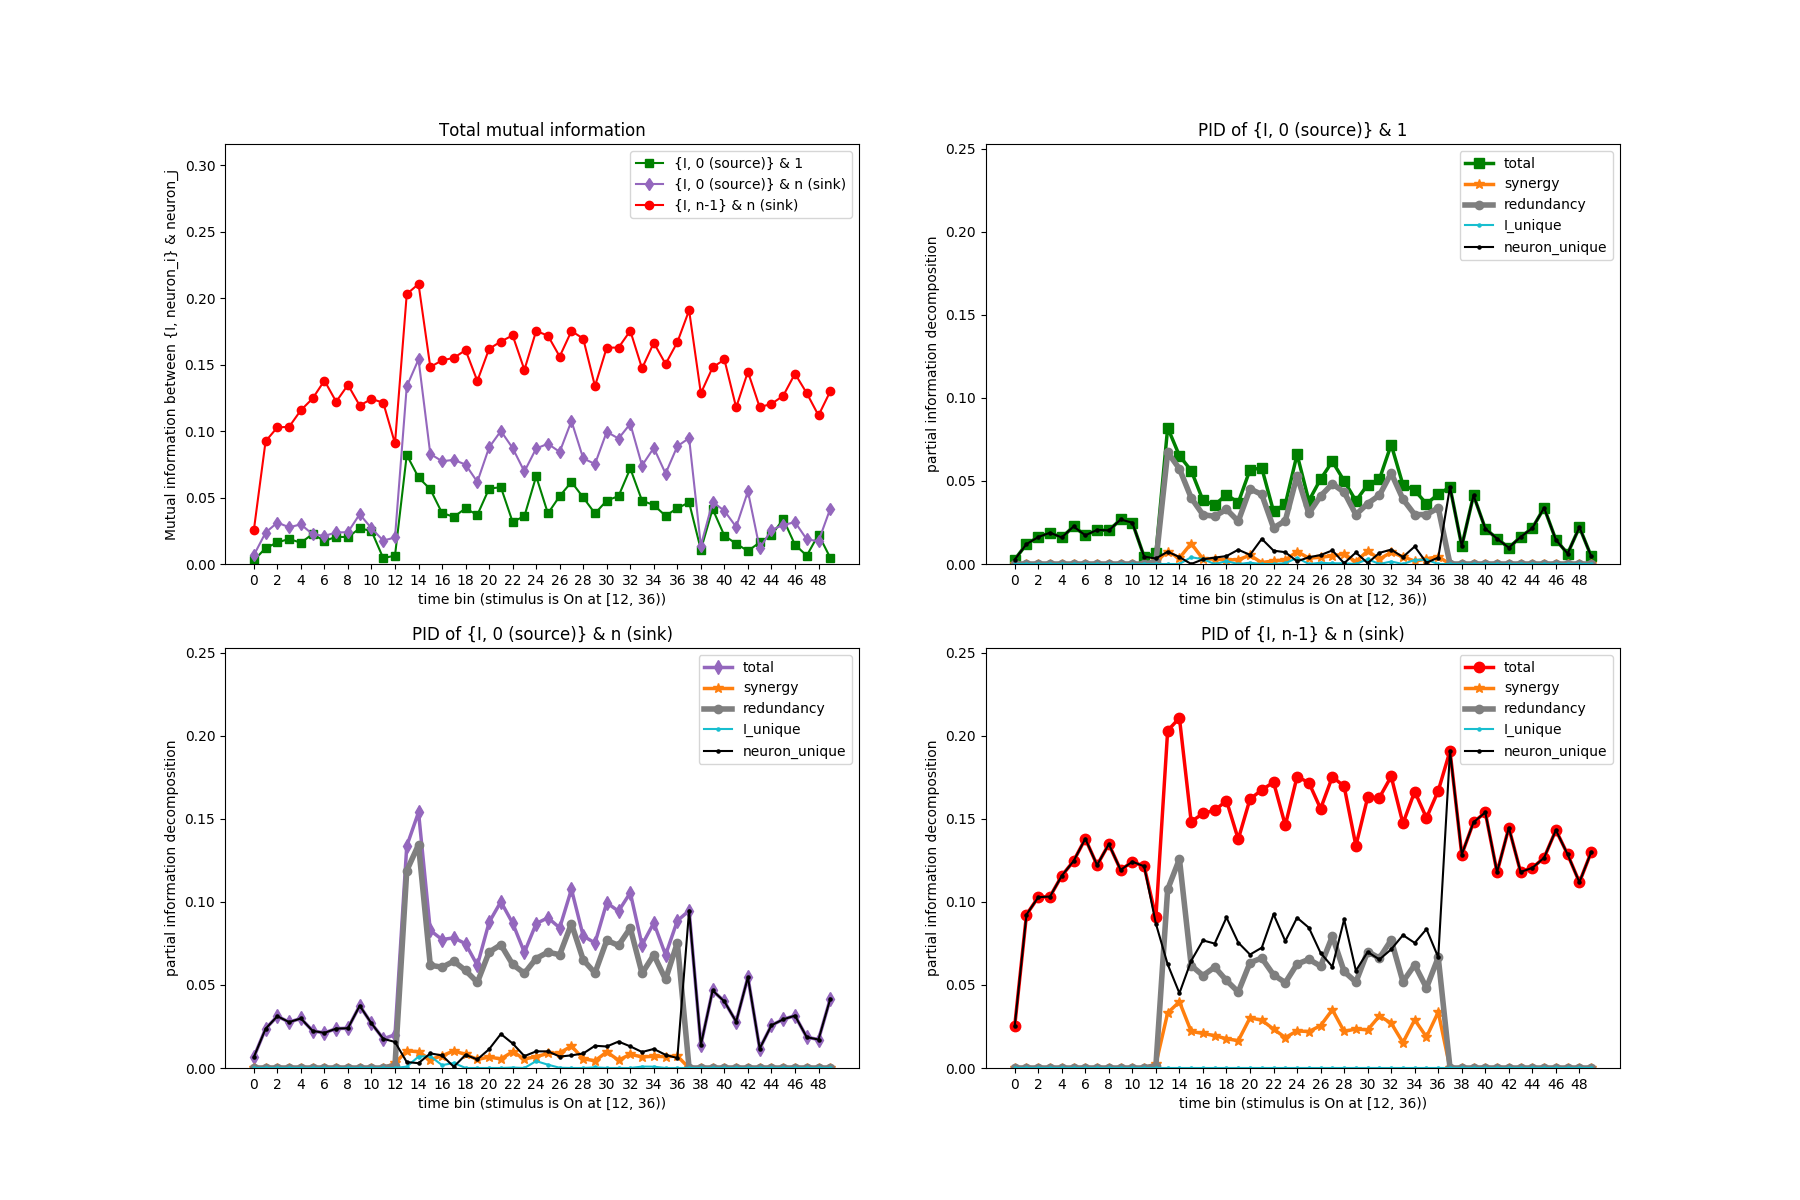 Total mutual information
Mutual information between {I, neuron_i} & neuron_j
0.30
0.25
0.20
0.15
0.10
0.05
0.00
{I, 0 (source)} & 1
{I, 0 (source)} & n (sink)
{I, n-1} & n (sink)
0 2 4 6 8 10 12 14 16 18 20 22 24 26 28 30 32 34 36 38 40 42 44 46 48
time bin (stimulus is On at [12, 36))
PID of {I, 0 (source)} & 1
partial information decomposition
0.25
0.20
0.15
0.10
0.05
0.00
total
synergy
redundancy
I_unique
neuron_unique
0 2 4 6 8 10 12 14 16 18 20 22 24 26 28 30 32 34 36 38 40 42 44 46 48
time bin (stimulus is On at [12, 36))
PID of {I, 0 (source)} & n (sink)
partial information decomposition
0.25
0.20
0.15
0.10
0.05
0.00
total
synergy
redundancy
I_unique
neuron_unique
0 2 4 6 8 10 12 14 16 18 20 22 24 26 28 30 32 34 36 38 40 42 44 46 48
time bin (stimulus is On at [12, 36))
PID of {I, n-1} & n (sink)
partial information decomposition
0.25
0.20
0.15
0.10
0.05
0.00
total
synergy
redundancy
I_unique
neuron_unique
0 2 4 6 8 10 12 14 16 18 20 22 24 26 28 30 32 34 36 38 40 42 44 46 48
time bin (stimulus is On at [12, 36))